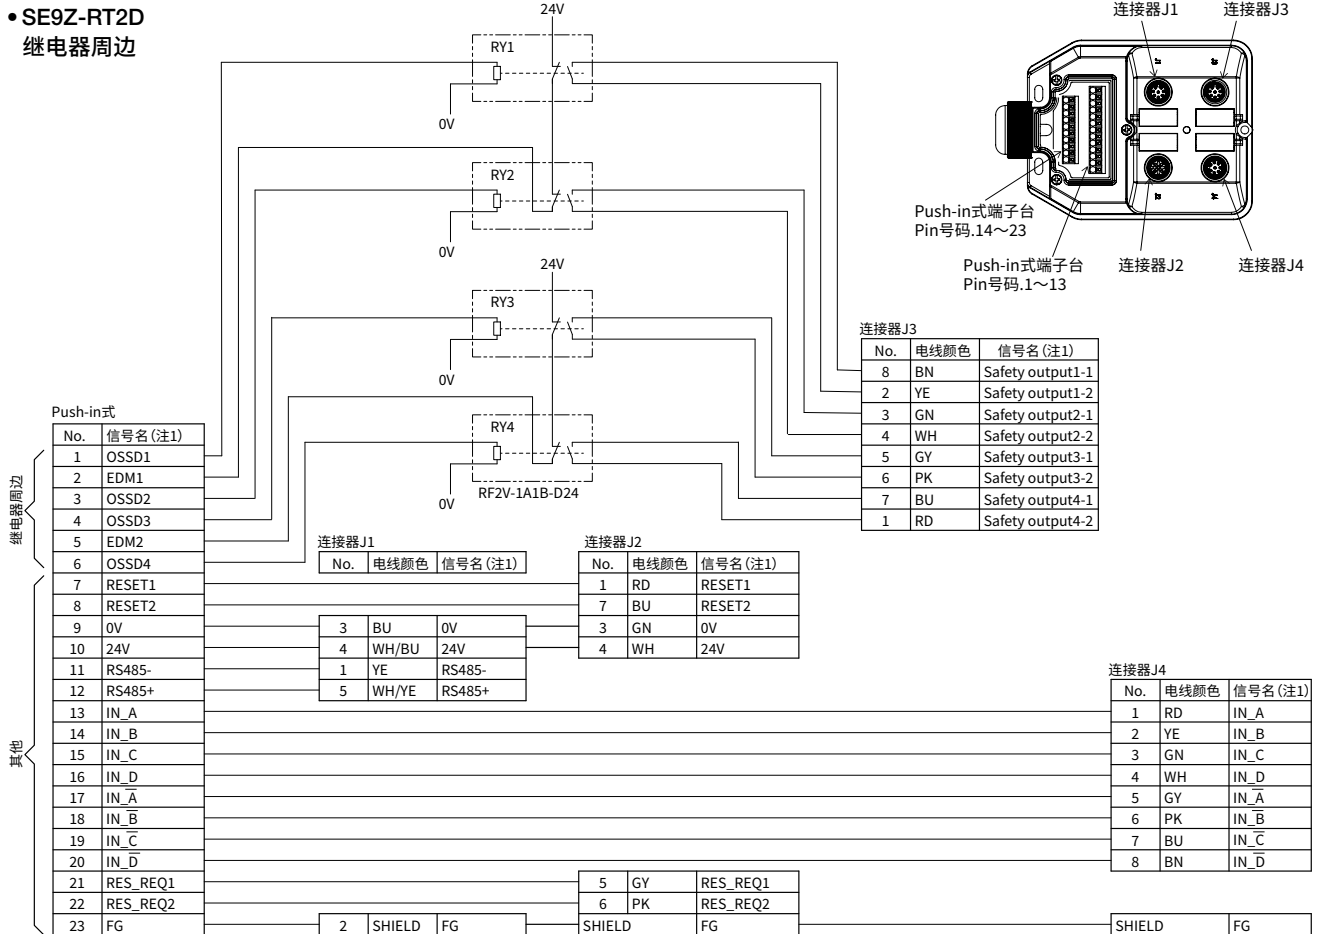 •SE9Z-RT2D
继电器周边
24V
RY1
0V
RY2
0V
24V
RY3
0V
RY4
0V
RF2V-1A1B-D24
连接器J1
连接器J3
J1
J3
J2
J4
Push-in式端子台
Pin号码.14～23
Push-in式端子台
Pin号码.1～13
连接器J2
连接器J4
连接器J3
No. 电线颜色 信号名(注1)
8 BN Safety output1-1
2 YE Safety output1-2
3 GN Safety output2-1
4 WH Safety output2-2
5 GY Safety output3-1
6 PK Safety output3-2
7 BU Safety output4-1
1 RD Safety output4-2
Push-in式
No. 信号名(注1)
继电器周边
1 OSSD1
2 EDM1
3 OSSD2
4 OSSD3
5 EDM2
6 OSSD4
其他
7 RESET1
8 RESET2
9 0V
10 24V
11 RS485-
12 RS485+
13 IN_A
14 IN_B
15 IN_C
16 IN_D
17 IN_A̅
18 IN_B̅
19 IN_C̅
20 IN_D̅
21 RES_REQ1
22 RES_REQ2
23 FG
连接器J1
No. 电线颜色 信号名(注1)
3 BU 0V
4 WH/BU 24V
1 YE RS485-
5 WH/YE RS485+
2 SHIELD FG
连接器J2
No. 电线颜色 信号名(注1)
1 RD RESET1
7 BU RESET2
3 GN 0V
4 WH 24V
5 GY RES_REQ1
6 PK RES_REQ2
SHIELD FG
连接器J4
No. 电线颜色 信号名(注1)
1 RD IN_A
2 YE IN_B
3 GN IN_C
4 WH IN_D
5 GY IN_A̅
6 PK IN_B̅
7 BU IN_C̅
8 BN IN_D̅
SHIELD FG